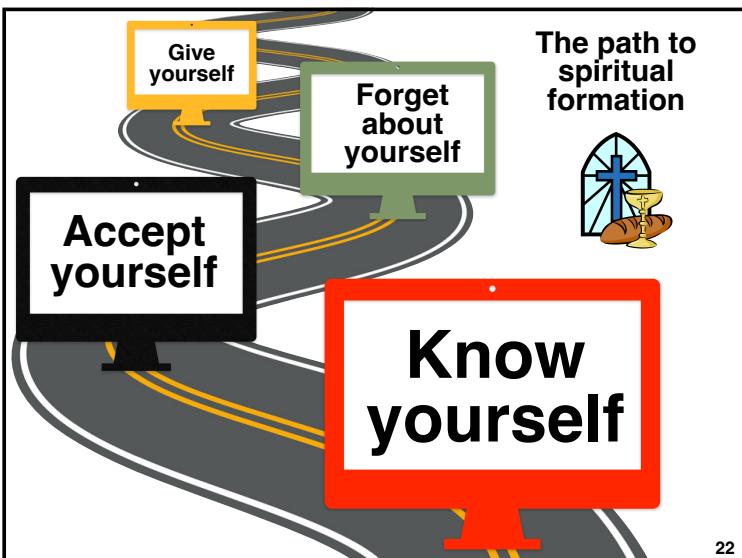 The path to
spiritual
formation
Give
yourself
Forget
about
yourself
Accept
yourself
Know
yourself
22